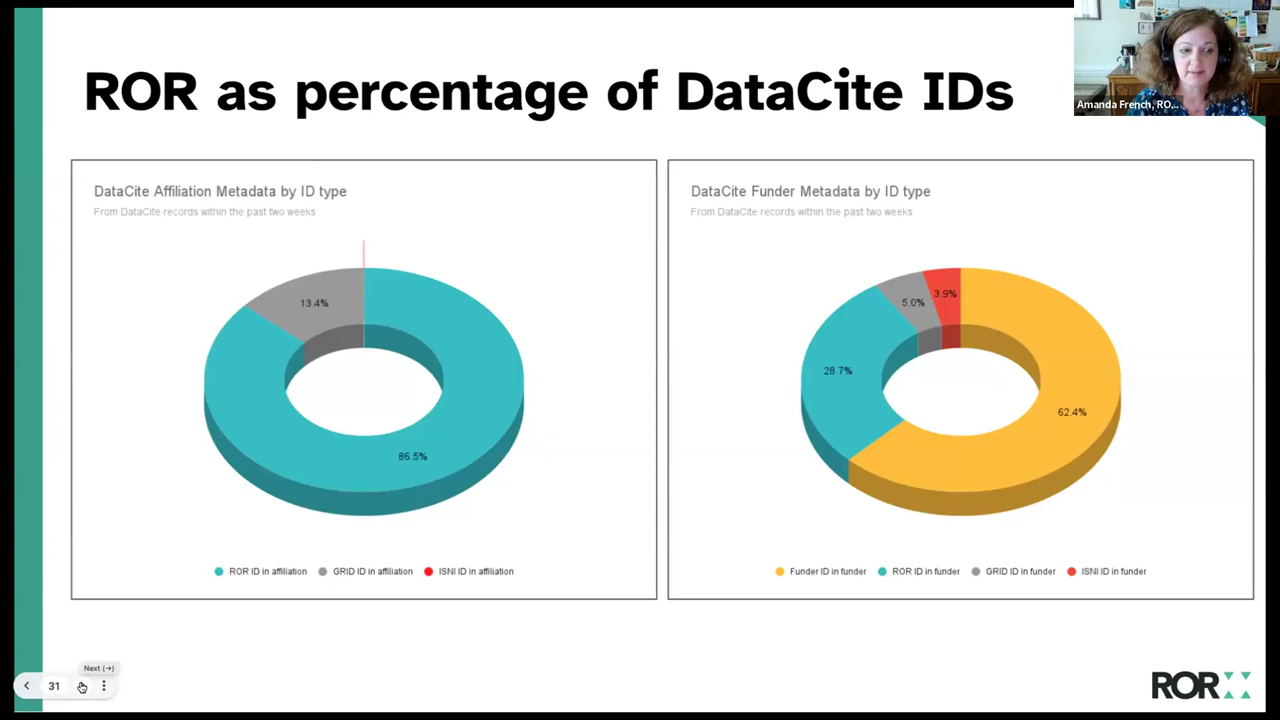 ROR as percentage of DataCite IDs
Amanda French, RO...
DataCite Affiliation Metadata by ID type
From DataCite records within the past two weeks
13.4%
86.5%
ROR ID in affiliation GRID ID in affiliation ISNI ID in affiliation
DataCite Funder Metadata by ID type
From DataCite records within the past two weeks
3.9%
5.0%
28.7%
62.4%
Funder ID in funder ROR ID in funder GRID ID in funder ISNI ID in funder
Next (→)
31
ROR